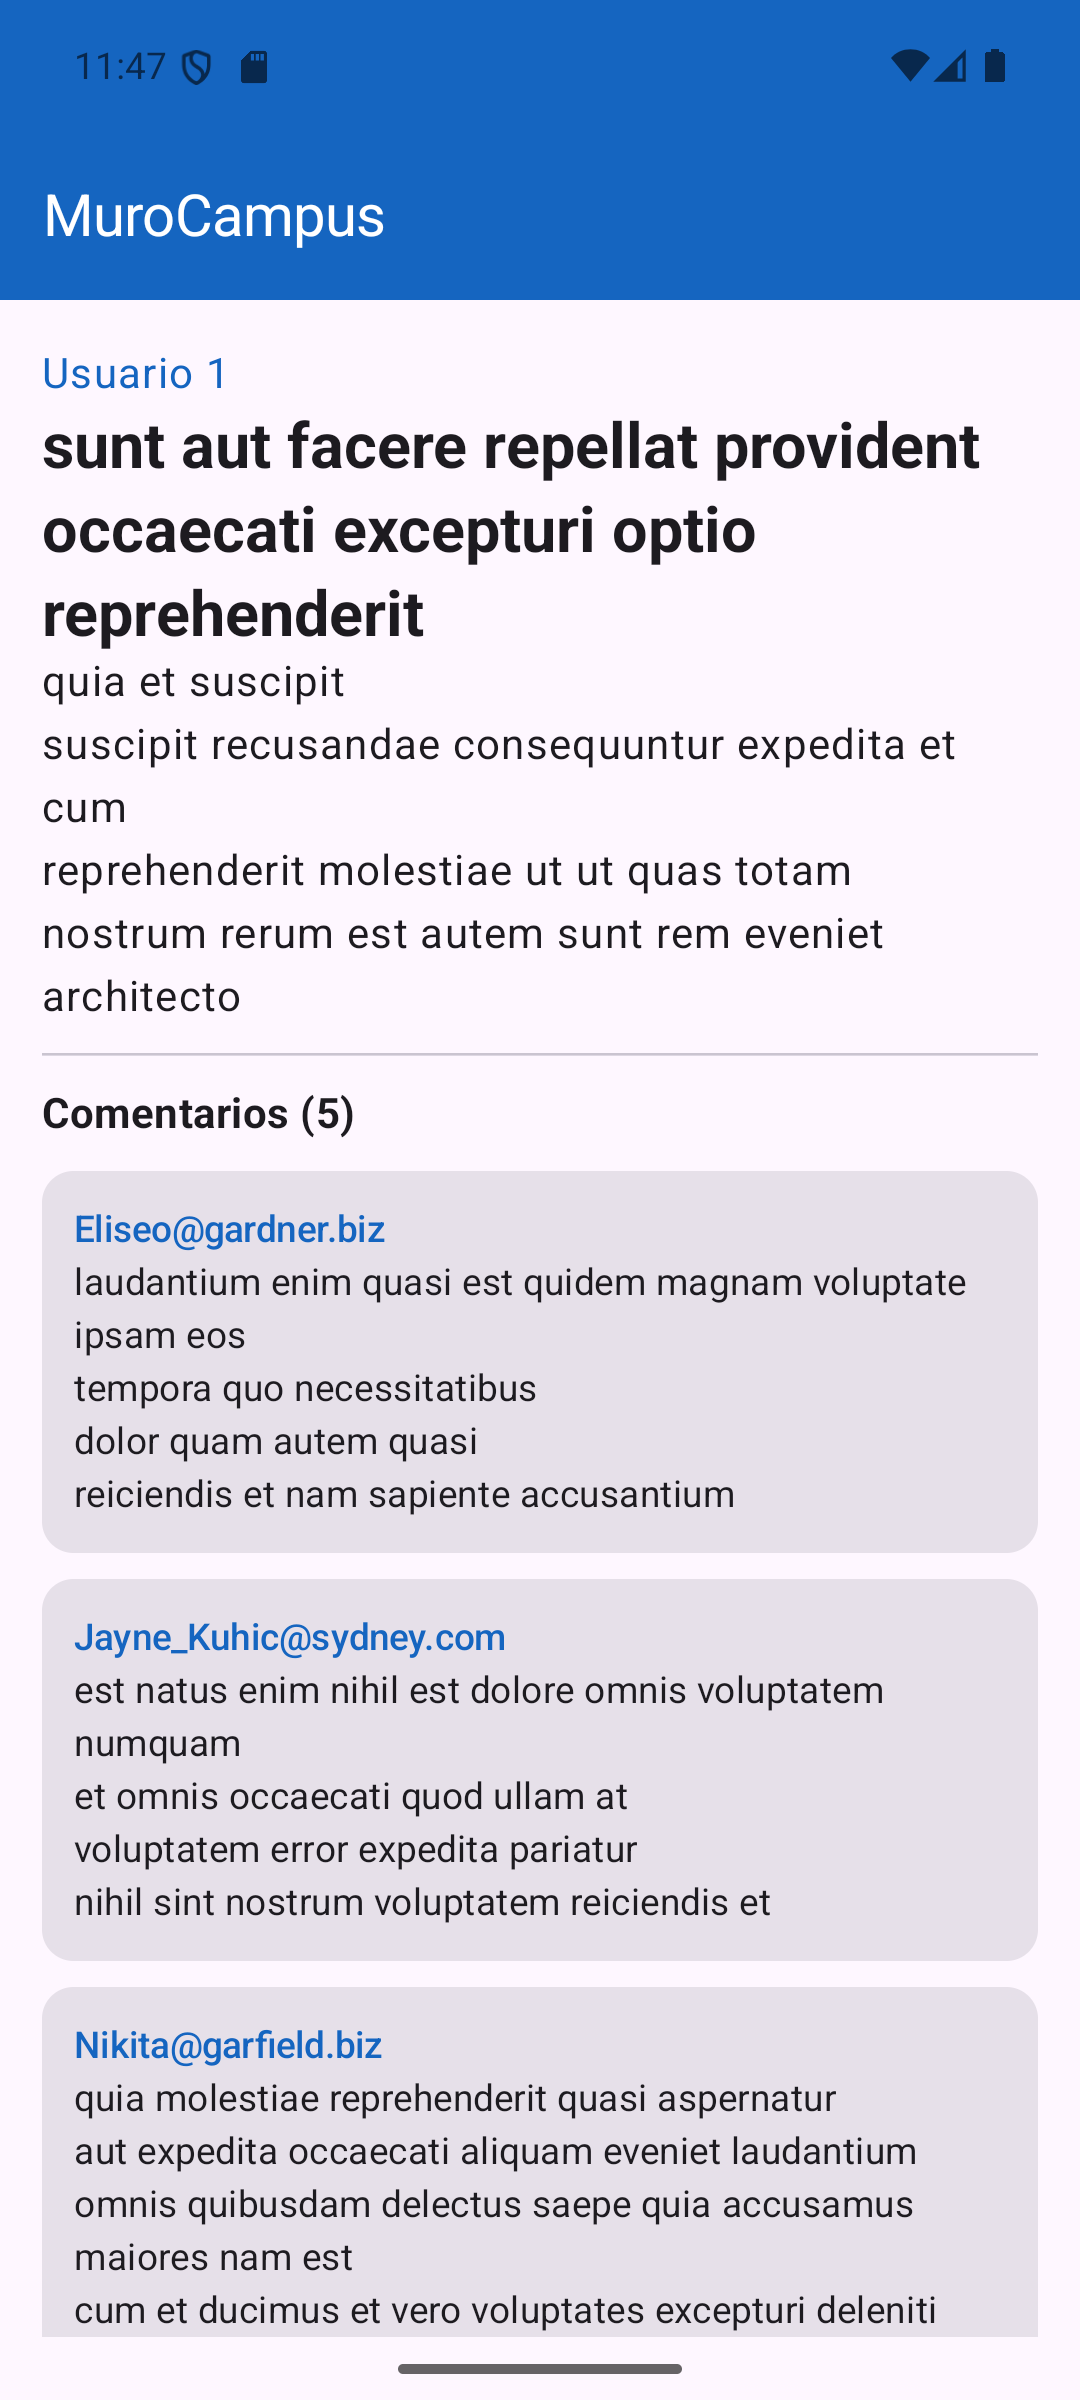 11:47
MuroCampus
Usuario 1
sunt aut facere repellat provident
occaecati excepturi optio
reprehenderit
quia et suscipit
suscipit recusandae consequuntur expedita et
cum
reprehenderit molestiae ut ut quas totam
nostrum rerum est autem sunt rem eveniet
architecto
Comentarios (5)
Eliseo@gardner.biz
laudantium enim quasi est quidem magnam voluptate
ipsam eos
tempora quo necessitatibus
dolor quam autem quasi
reiciendis et nam sapiente accusantium
Jayne_Kuhic@sydney.com
est natus enim nihil est dolore omnis voluptatem
numquam
et omnis occaecati quod ullam at
voluptatem error expedita pariatur
nihil sint nostrum voluptatem reiciendis et
Nikita@garfield.biz
quia molestiae reprehenderit quasi aspernatur
aut expedita occaecati aliquam eveniet laudantium
omnis quibusdam delectus saepe quia accusamus
maiores nam est
cum et ducimus et vero voluptates excepturi deleniti